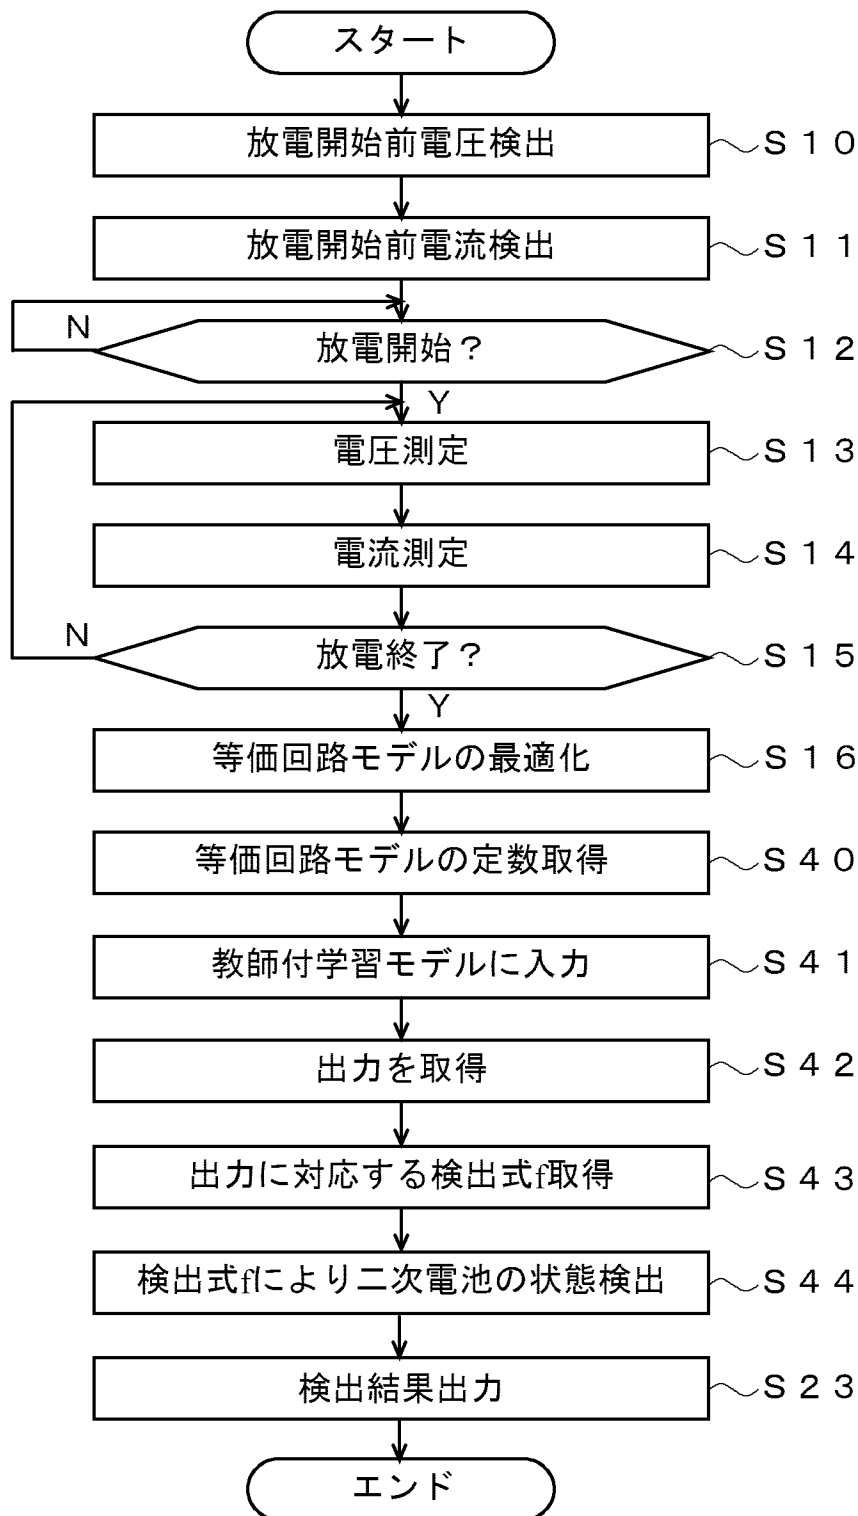 スタート
放電開始前電圧検出
S10
放電開始前電流検出
S11
N
放電開始?
S12
Y
電圧測定
S13
電流測定
S14
N
放電終了?
S15
Y
等価回路モデルの最適化
S16
等価回路モデルの定数取得
S40
教師付学習モデルに入力
S41
出力を取得
S42
出力に対応する検出式f取得
S43
検出式fにより二次電池の状態検出
S44
検出結果出力
S23
エンド